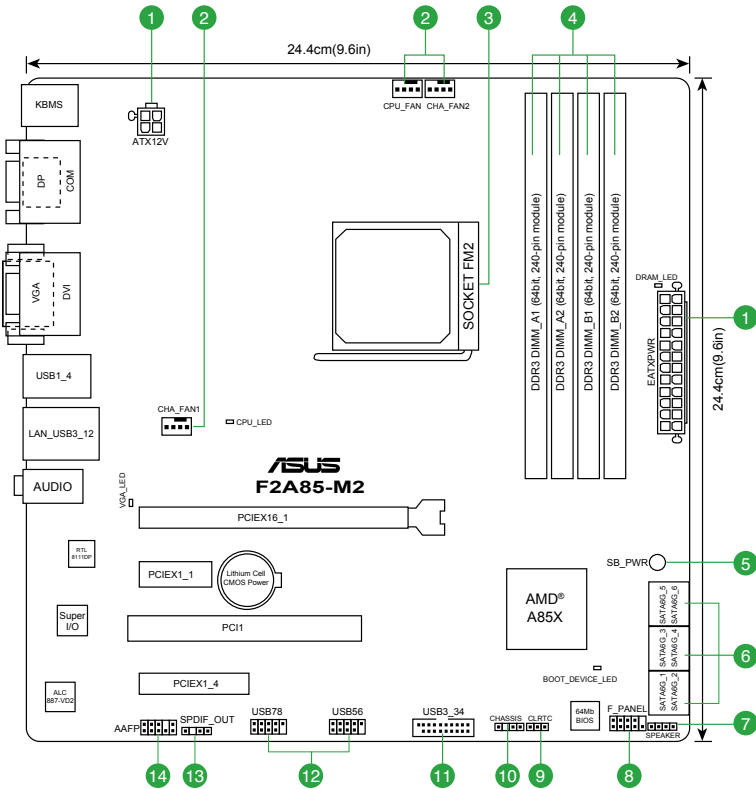 1
2
2
3
4
24.4cm(9.6in)
KBMS
ATX12V
CPU_FAN
CHA_FAN2
DP
COM
VGA
DVI
SOCKET FM2
DDR3 DIMM_A1 (64bit, 240-pin module)
DDR3 DIMM_A2 (64bit, 240-pin module)
DDR3 DIMM_B1 (64bit, 240-pin module)
DDR3 DIMM_B2 (64bit, 240-pin module)
DRAM_LED
EATXPWR
1
24.4cm(9.6in)
USB1_4
CHA_FAN1
2
CPU_LED
LAN_USB3_12
AUDIO
ASUS
F2A85-M2
VGA_LED
PCIEX16_1
RTL
8111DP
PCIEX1_1
Lithium Cell
CMOS Power
SB_PWR
5
AMD®
A85X
SATA6G_5
SATA6G_6
SATA6G_3
SATA6G_4
SATA6G_1
SATA6G_2
6
Super
I/O
PCI1
BOOT_DEVICE_LED
ALC
887-VD2
PCIEX1_4
64Mb
BIOS
AAFP
SPDIF_OUT
USB78
USB56
USB3_34
CHASSIS
CLRTC
F_PANEL
SPEAKER
7
14
13
12
11
10
9
8